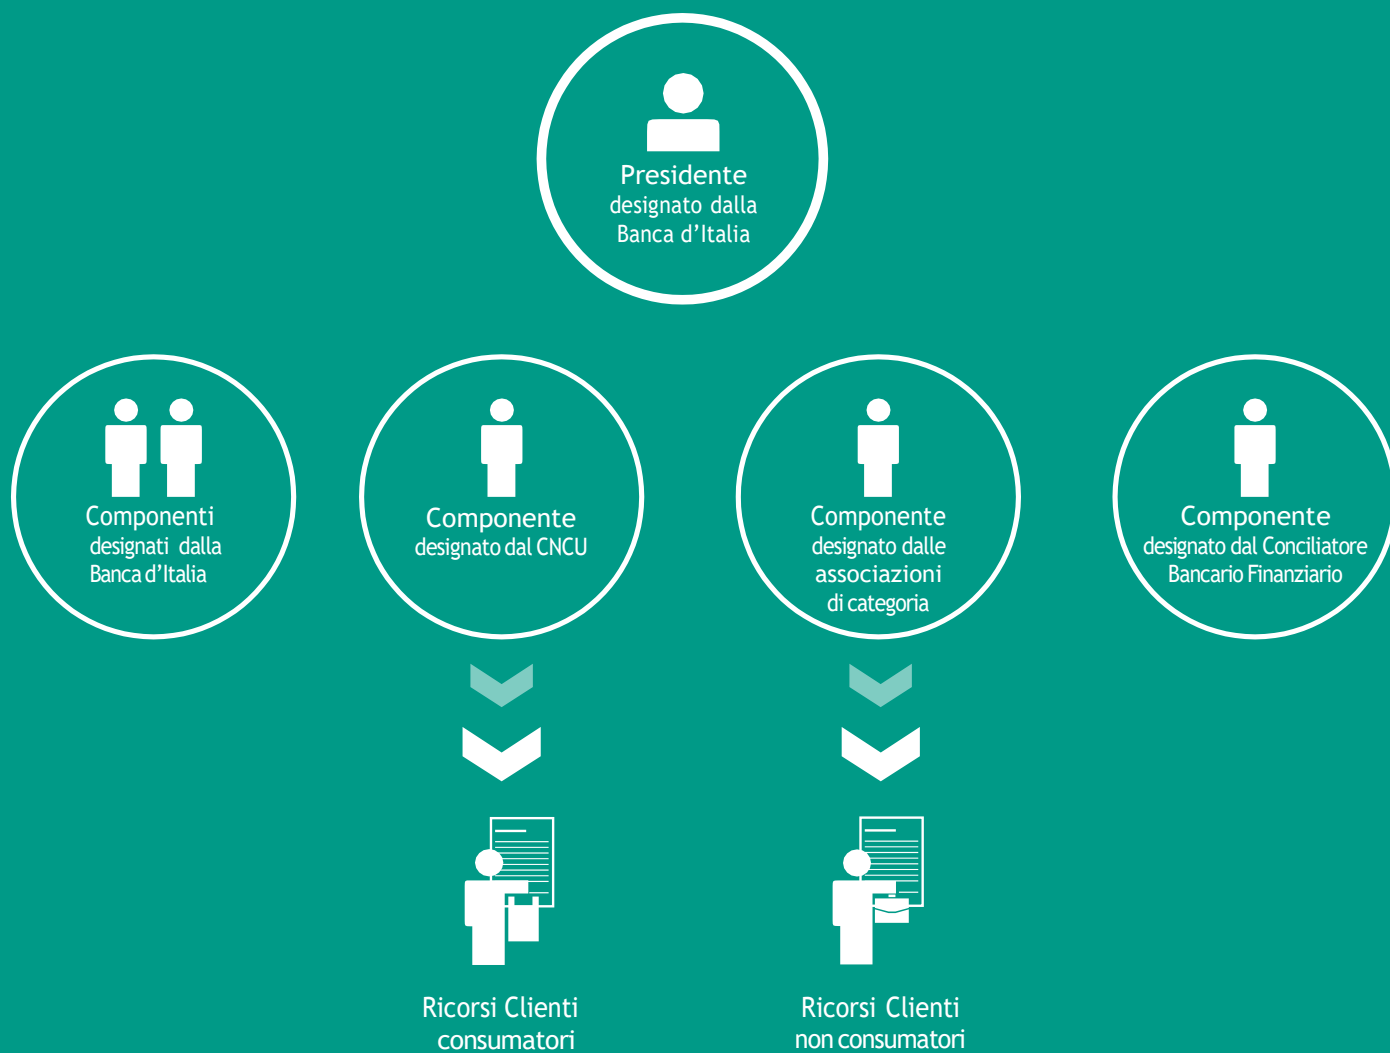 Presidente
designato dalla
Banca d’Italia
Componenti
designati dalla
Banca d’Italia
Componente
designato dal CNCU
Componente
designato dalle
associazioni
di categoria
Componente
designato dal Conciliatore
Bancario Finanziario
Ricorsi Clienti
consumatori
Ricorsi Clienti
non consumatori